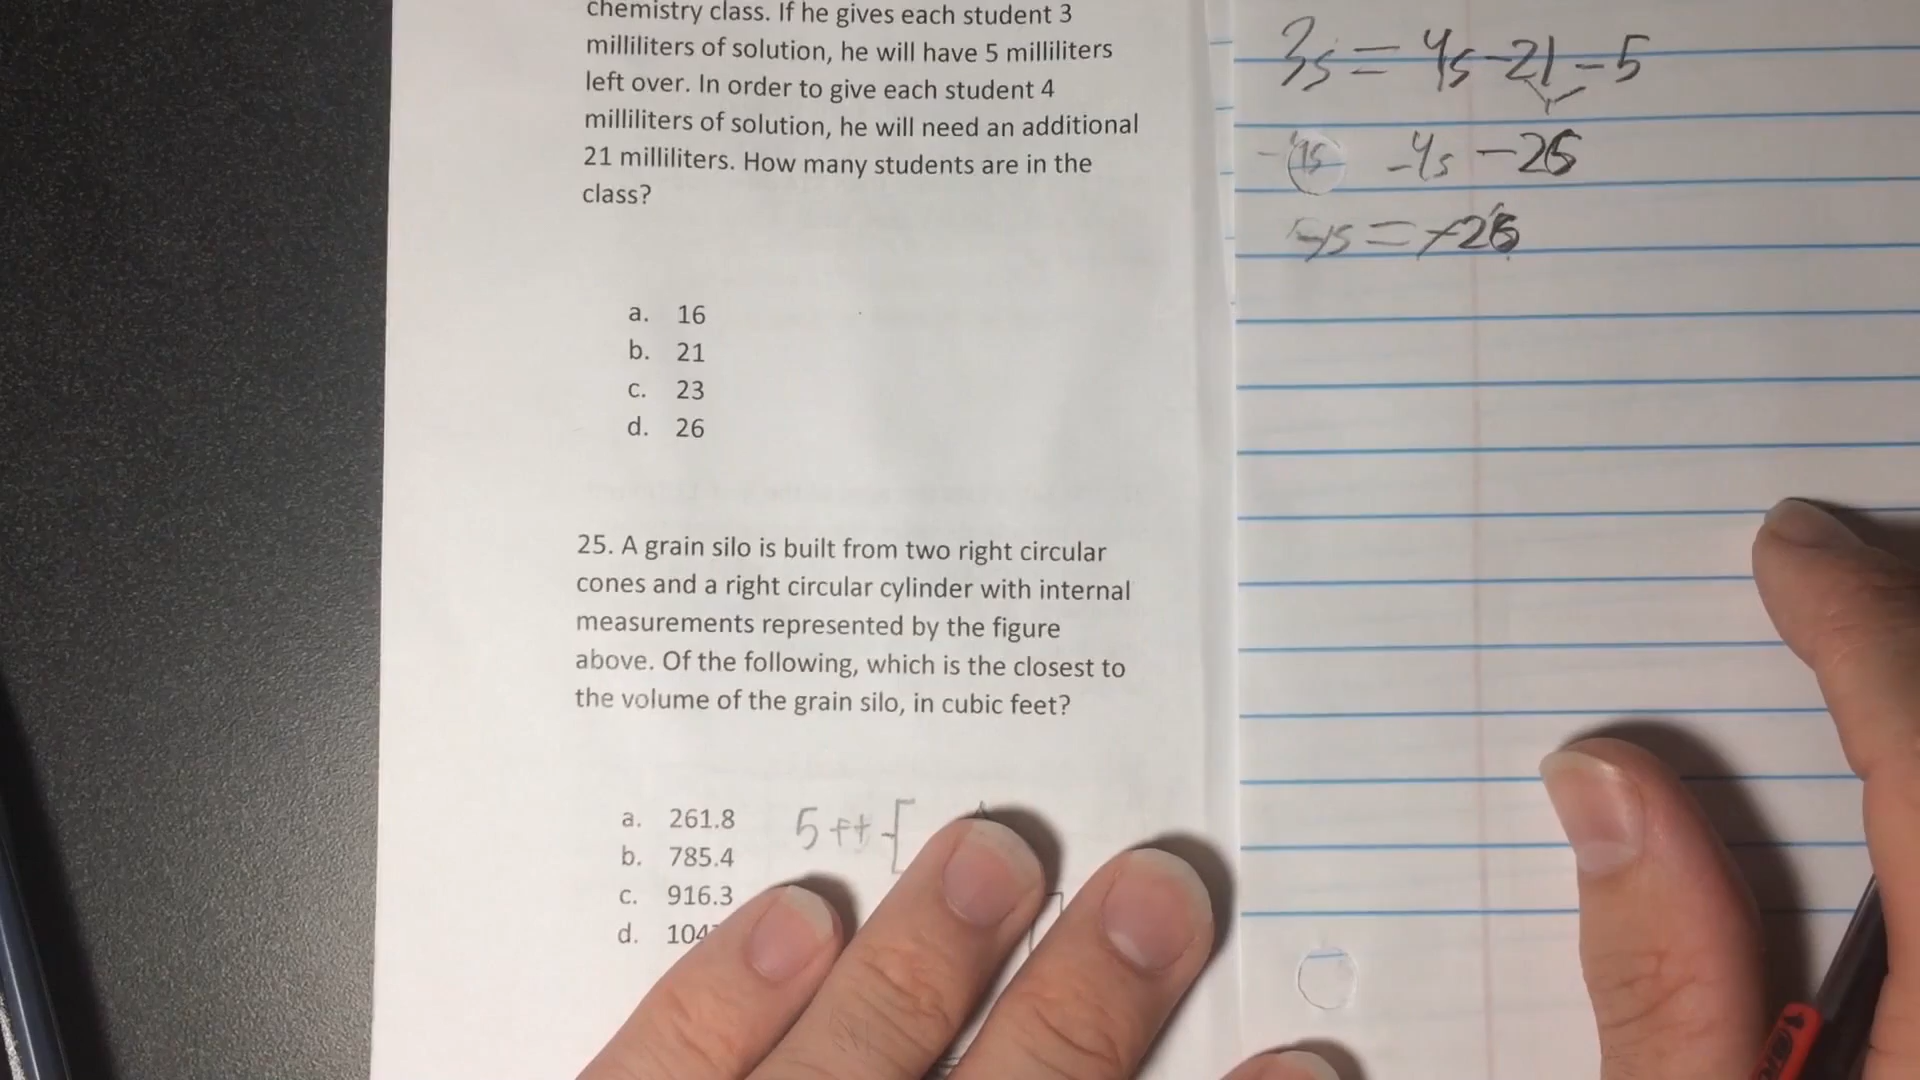 chemistry class. If he gives each student 3
milliliters of solution, he will have 5 milliliters
left over. In order to give each student 4
milliliters of solution, he will need an additional
21 milliliters. How many students are in the
class?
a. 16
b. 21
c. 23
d. 26
25. A grain silo is built from two right circular
cones and a right circular cylinder with internal
measurements represented by the figure
above. Of the following, which is the closest to
the volume of the grain silo, in cubic feet?
a. 261.8
b. 785.4
c. 916.3
d. 104
5 ft
3s = 4s - 21 - 5
-4s -4s - 26
= -26